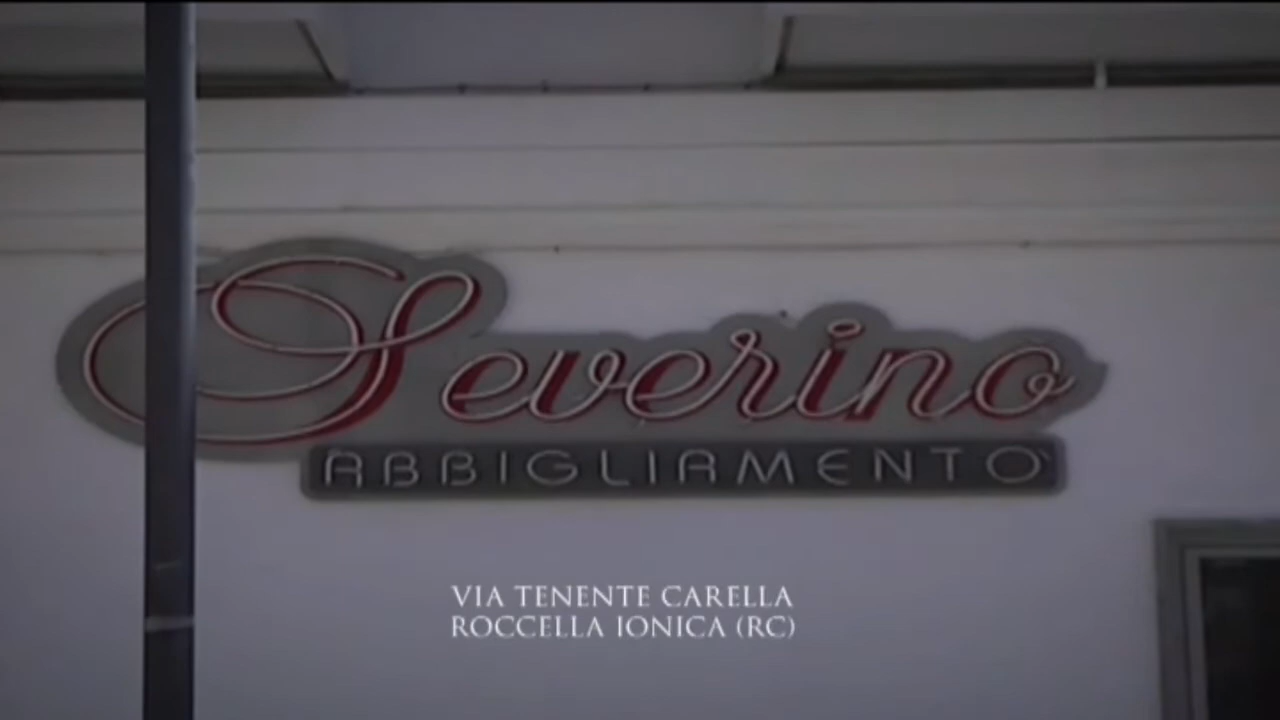 Severino
ABBIGLIAMENTO
VIA TENENTE CARELLA
ROCCELLA IONICA (RC)